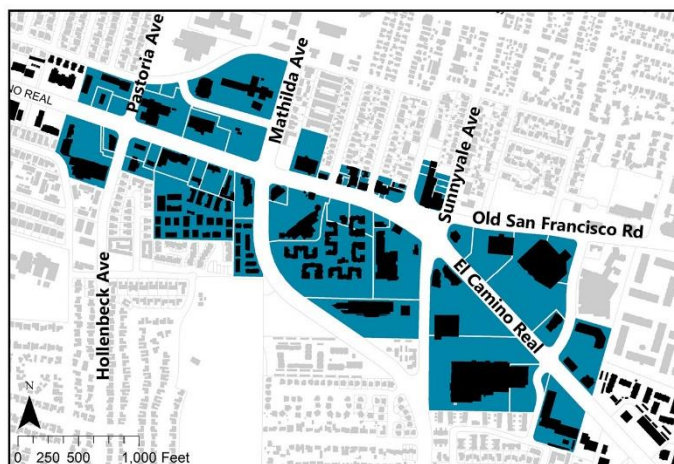 Pastoria Ave
Mathilda Ave
NO REAL
Sunnyvale Ave
Old San Francisco Rd
El Camino Real
Hollenbeck Ave
N
0 250 500 1,000 Feet